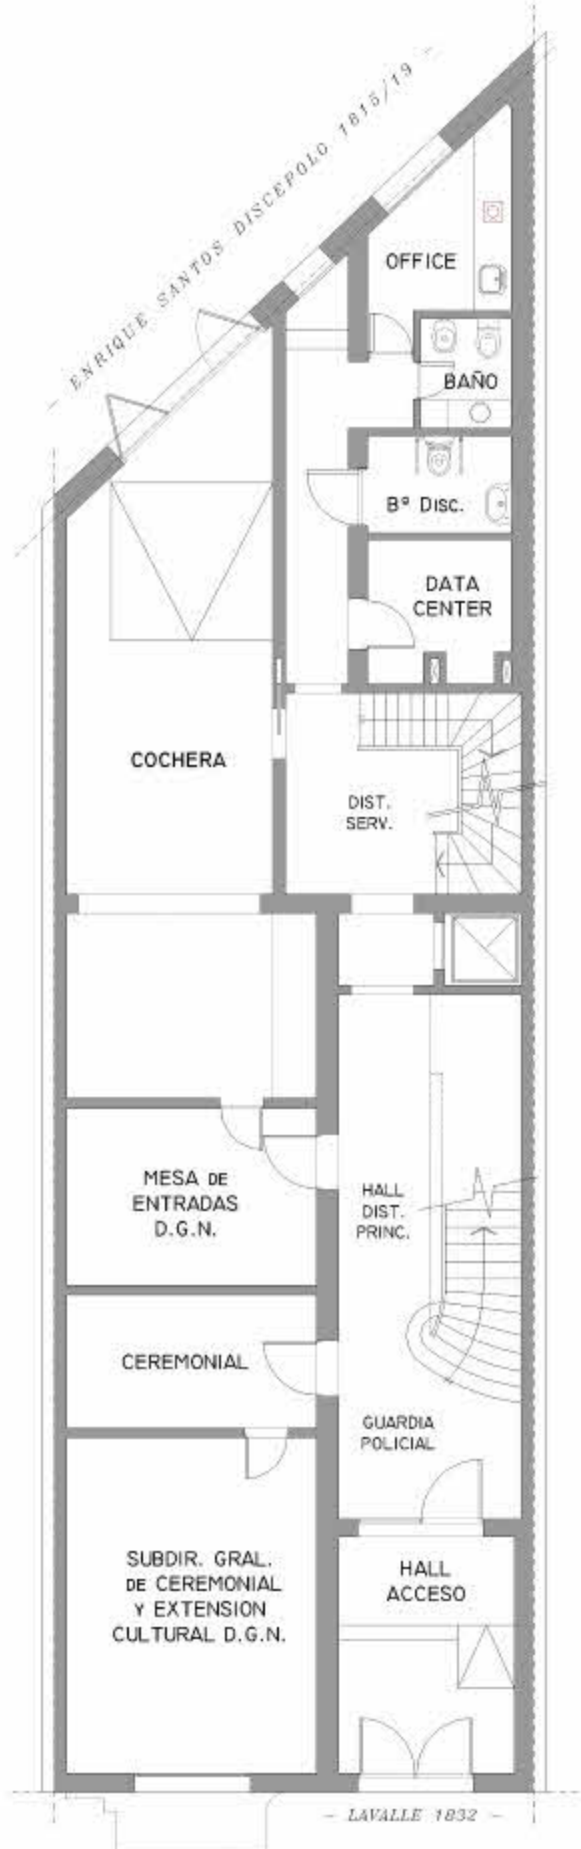 ENRIQUE SANTOS DISCEPOLO 1815/19
OFFICE
BAÑO
Bº Disc.
DATA
CENTER
COCHERA
DIST.
SERV.
MESA DE
ENTRADAS
D.G.N.
HALL
DIST.
PRINC.
CEREMONIAL
GUARDIA
POLICIAL
SUBDIR. GRAL.
DE CEREMONIAL
Y EXTENSION
CULTURAL D.G.N.
HALL
ACCESO
LAVALLE 1832